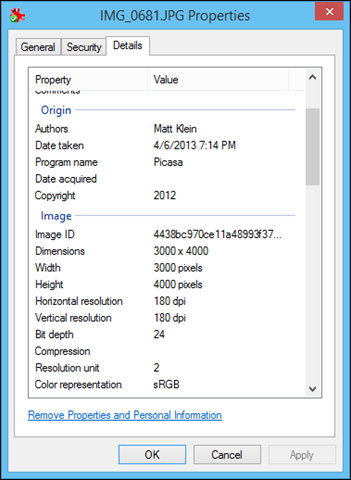 IMG_0681.JPG Properties
General Security Details
Property Value
Comments
Origin
Authors Matt Klein
Date taken 4/6/2013 7:14 PM
Program name Picasa
Date acquired
Copyright 2012
Image
Image ID 4438bc970ce11a48993f37...
Dimensions 3000 x 4000
Width 3000 pixels
Height 4000 pixels
Horizontal resolution 180 dpi
Vertical resolution 180 dpi
Bit depth 24
Compression
Resolution unit 2
Color representation sRGB
Remove Properties and Personal Information
OK Cancel Apply